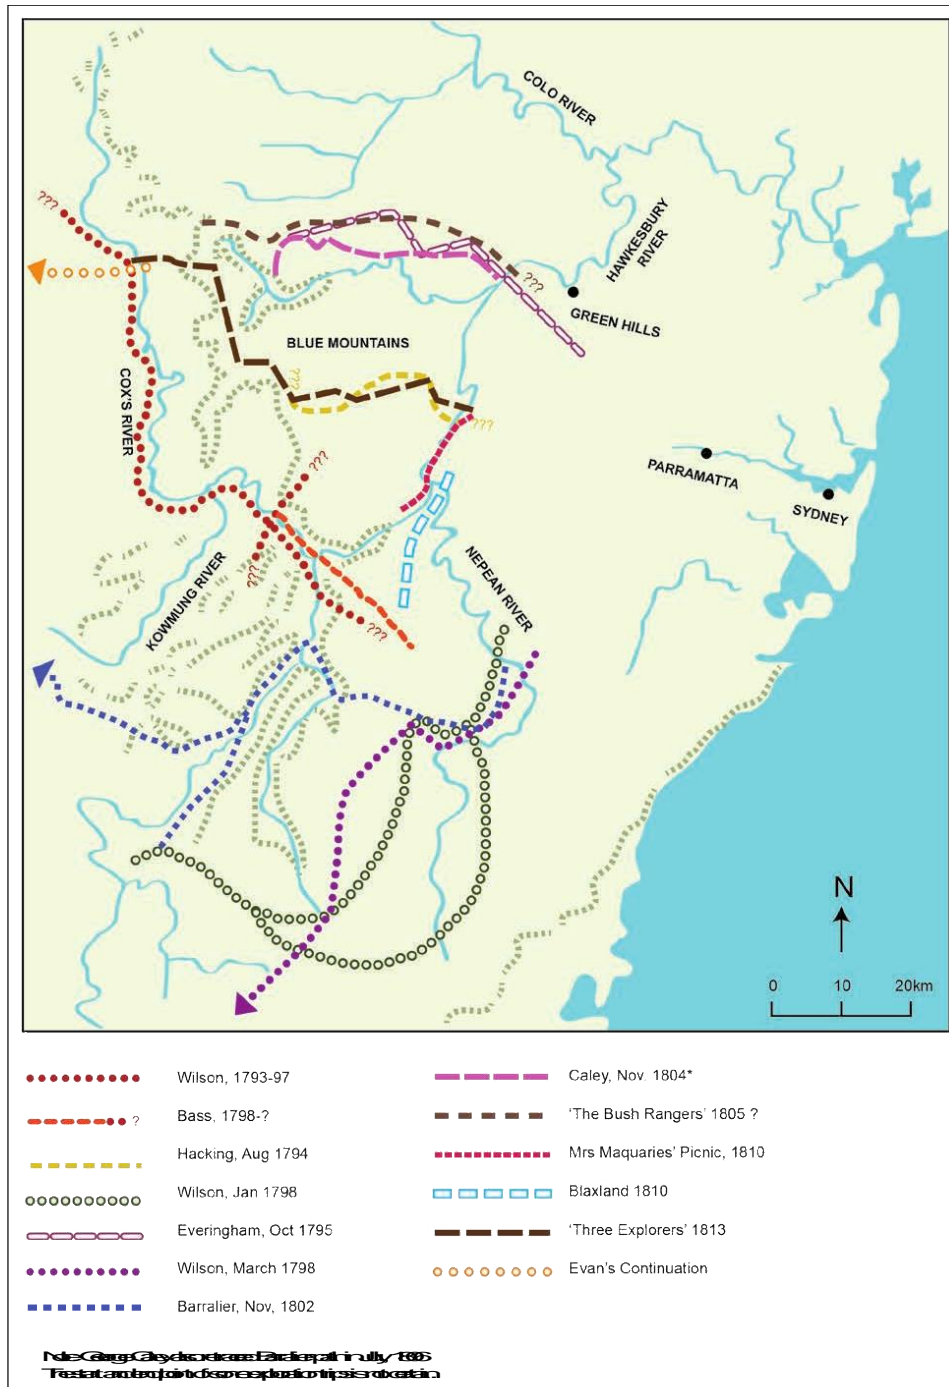 COLO RIVER
HAWKESBURY
RIVER
???
???
GREEN HILLS
BLUE MOUNTAINS
COX'S RIVER
???
???
PARRAMATTA
SYDNEY
???
???
KOWMUNG RIVER
NEPEAN RIVER
???
N
0 10 20km
Wilson, 1793-97
Bass, 1798-?
?
Hacking, Aug 1794
Wilson, Jan 1798
Everingham, Oct 1795
Wilson, March 1798
Barralier, Nov, 1802
Caley, Nov. 1804*
‘The Bush Rangers’ 1805 ?
Mrs Maquaries’ Picnic, 1810
Blaxland 1810
‘Three Explorers’ 1813
Evan’s Continuation